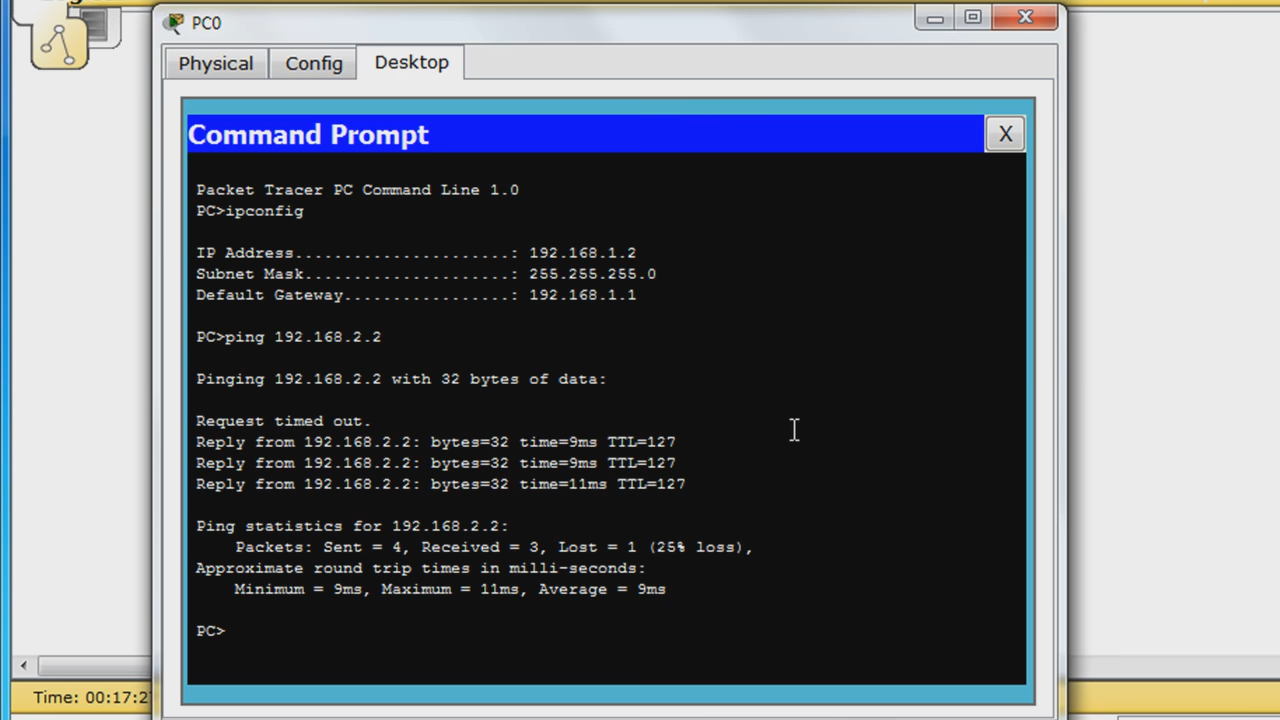 PC0
Physical Config Desktop
Command Prompt X
Packet Tracer PC Command Line 1.0
PC>ipconfig
IP Address......................: 192.168.1.2
Subnet Mask.....................: 255.255.255.0
Default Gateway.................: 192.168.1.1
PC>ping 192.168.2.2
Pinging 192.168.2.2 with 32 bytes of data:
Request timed out.
Reply from 192.168.2.2: bytes=32 time=9ms TTL=127
Reply from 192.168.2.2: bytes=32 time=9ms TTL=127
Reply from 192.168.2.2: bytes=32 time=11ms TTL=127
Ping statistics for 192.168.2.2:
Packets: Sent = 4, Received = 3, Lost = 1 (25% loss),
Approximate round trip times in milli-seconds:
Minimum = 9ms, Maximum = 11ms, Average = 9ms
PC>
Time: 00:17:2